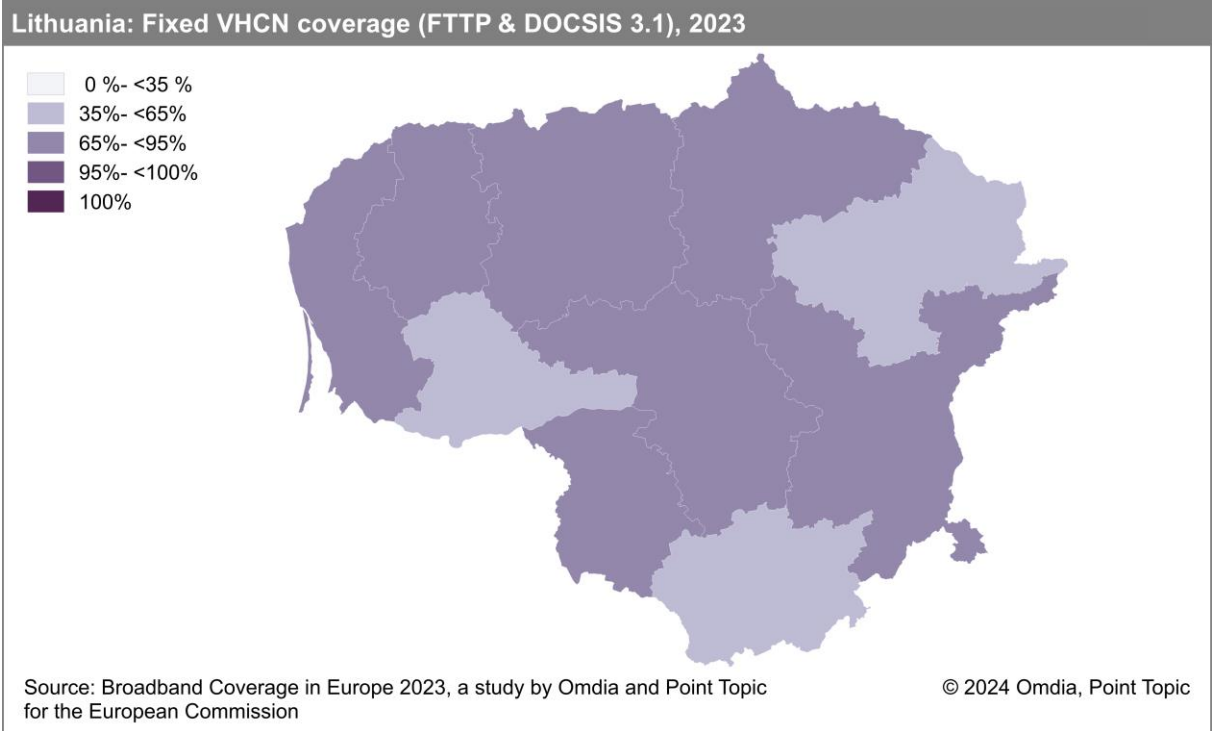 Lithuania: Fixed VHCN coverage (FTTP & DOCSIS 3.1), 2023
0 %- <35 %
35%- <65%
65%- <95%
95%- <100%
100%
Source: Broadband Coverage in Europe 2023, a study by Omdia and Point Topic
for the European Commission
© 2024 Omdia, Point Topic